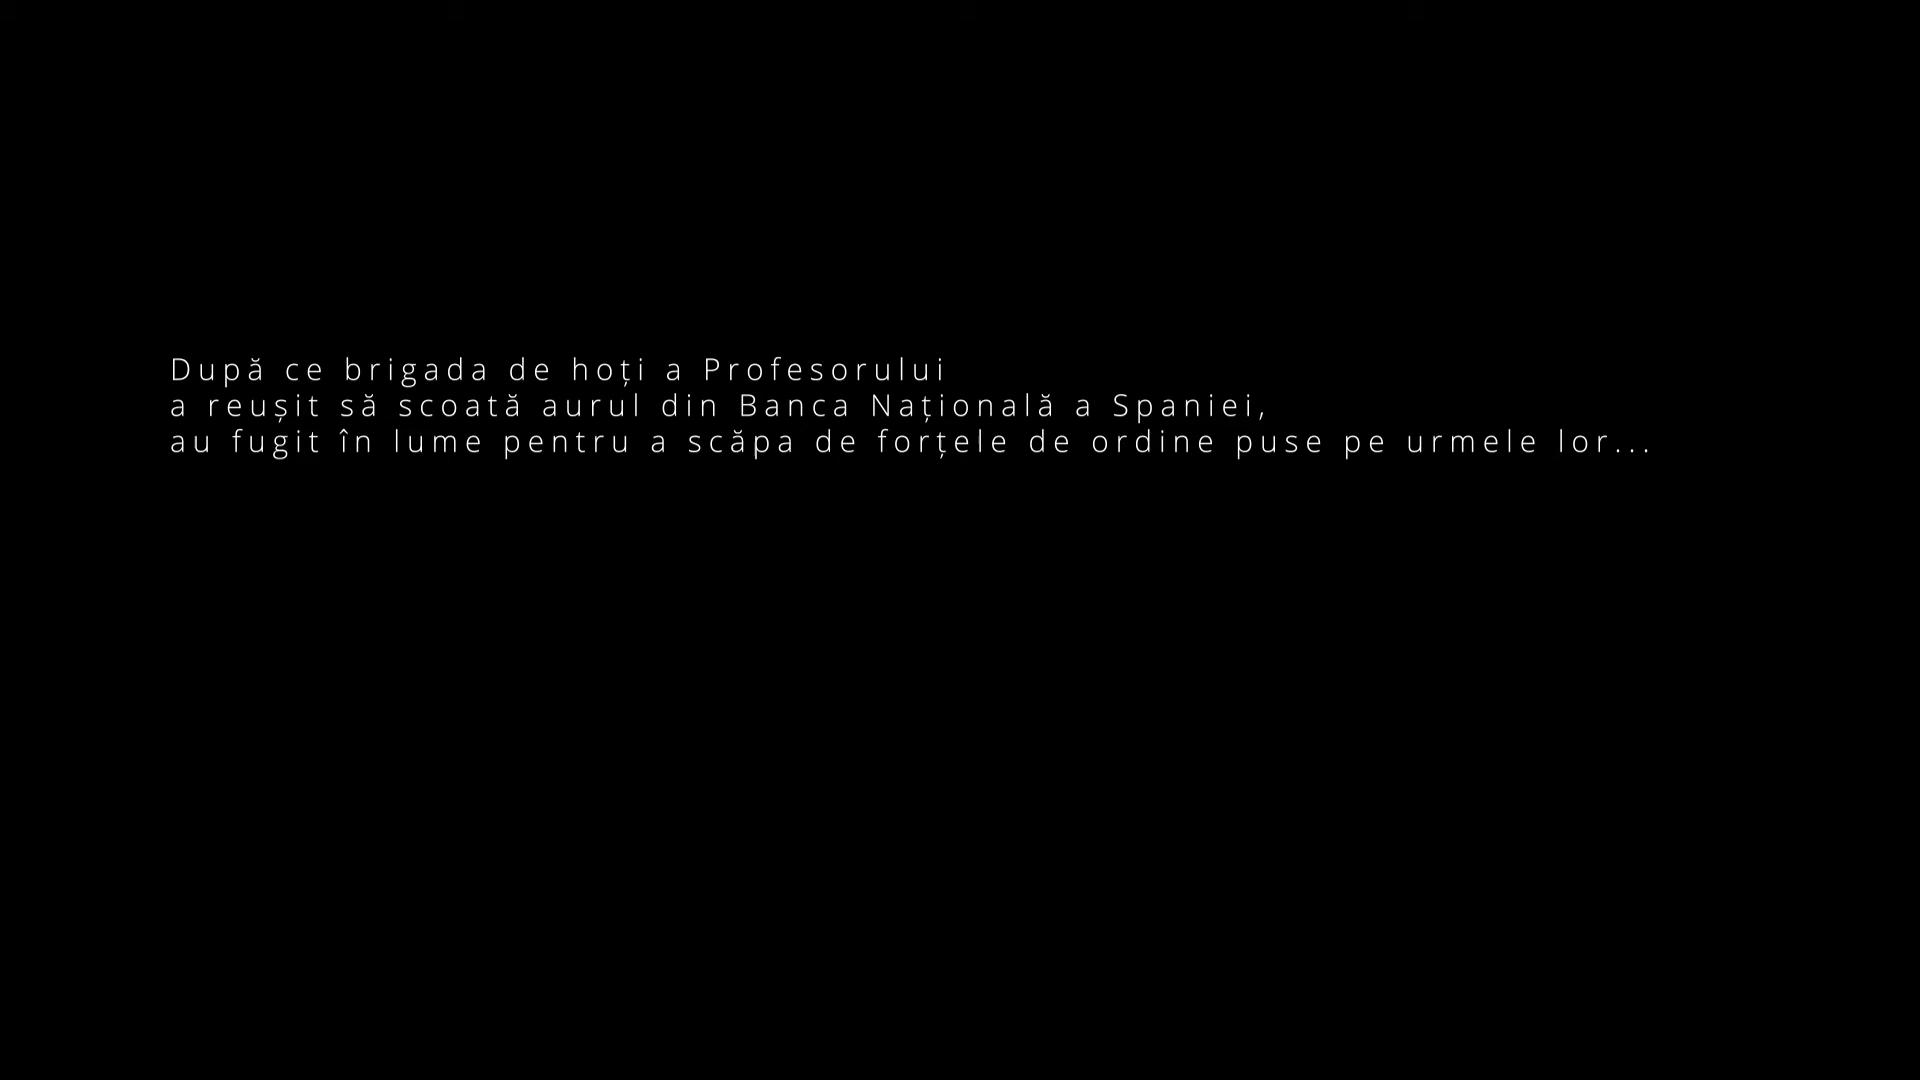 După ce brigada de hoți a Profesorului
a reușit să scoată aurul din Banca Națională a Spaniei,
au fugit în lume pentru a scăpa de forțele de ordine puse pe urmele lor...